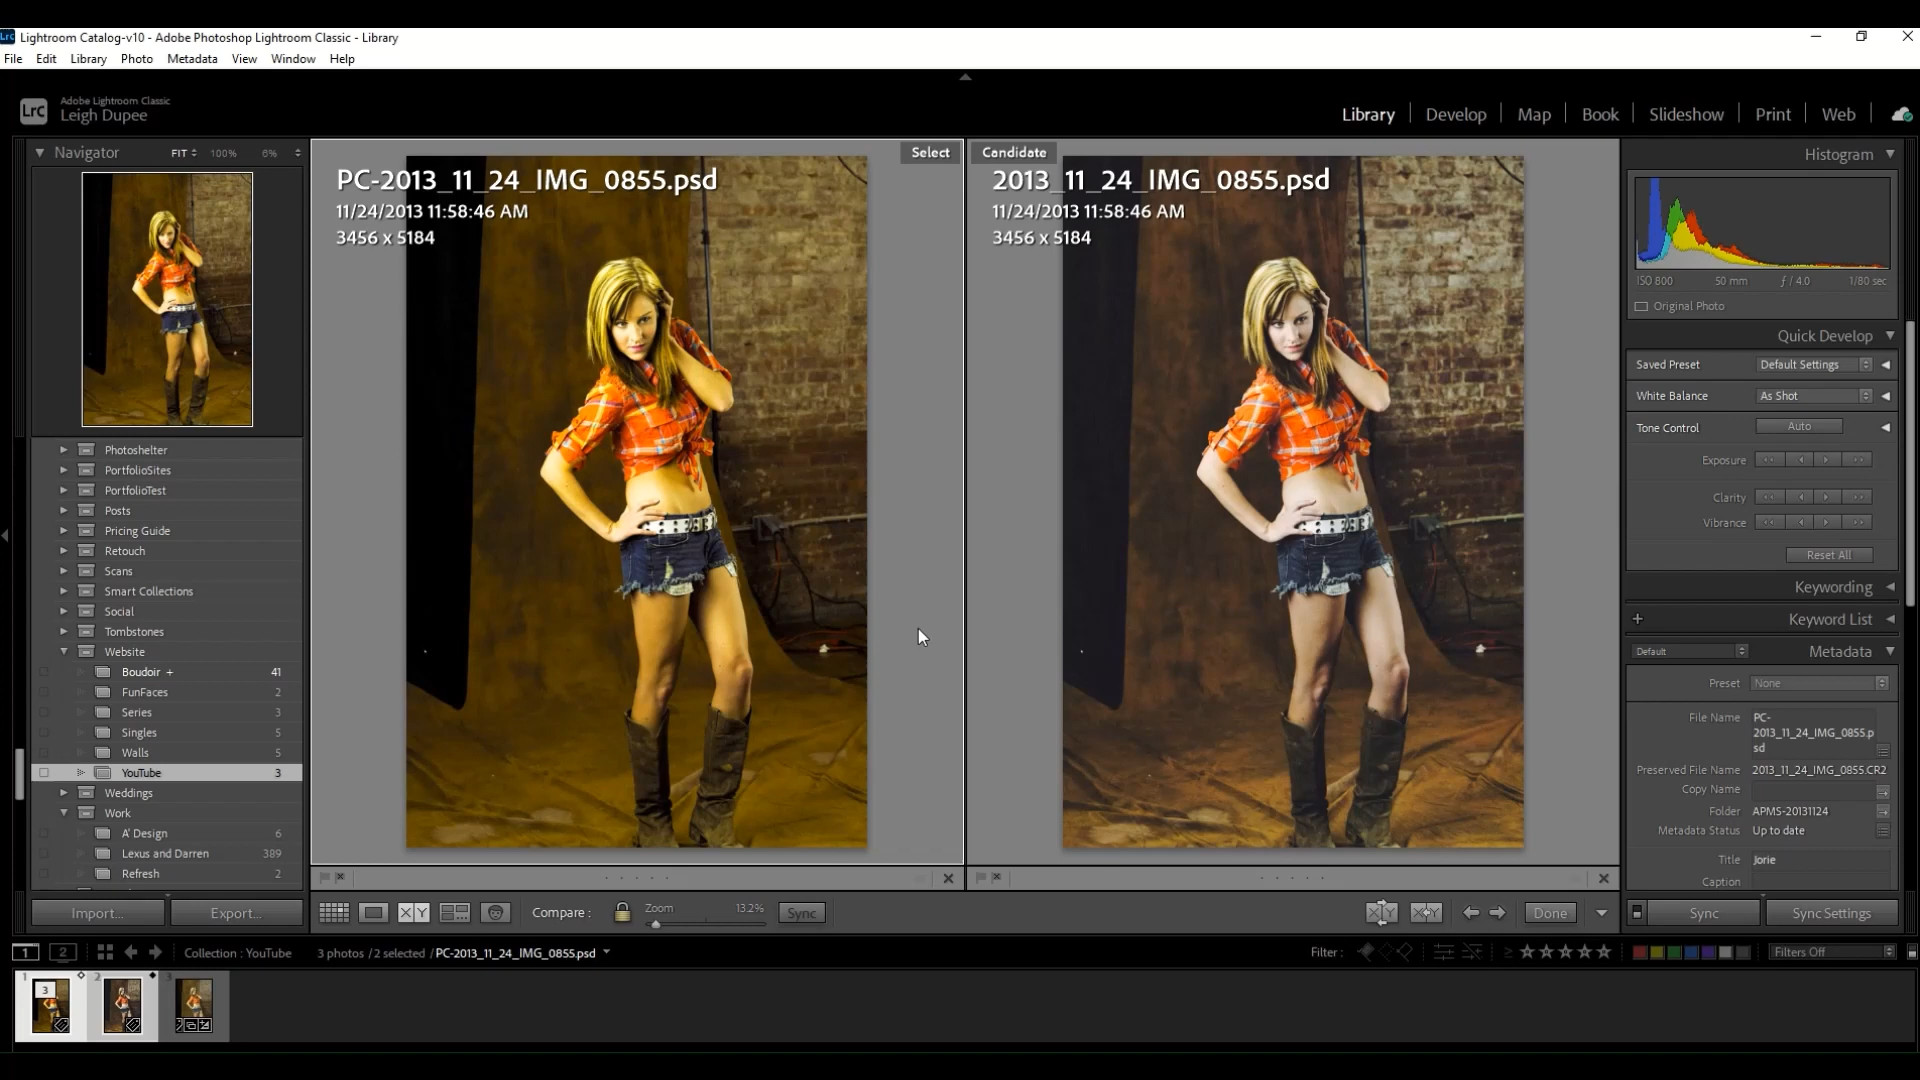 Lrc Lightroom Catalog-v10 - Adobe Photoshop Lightroom Classic - Library
File Edit Library Photo Metadata View Window Help
LrC Adobe Lightroom Classic
Leigh Dupee
Library Develop Map Book Slideshow Print Web
Navigator FIT 100% 6%
Select
Candidate
Histogram
PC-2013_11_24_IMG_0855.psd
11/24/2013 11:58:46 AM
3456 x 5184
2013_11_24_IMG_0855.psd
11/24/2013 11:58:46 AM
3456 x 5184
ISO 800 50 mm ƒ / 4.0 1/80 sec
Original Photo
Quick Develop
Saved Preset Default Settings
White Balance As Shot
Tone Control Auto
Exposure
Clarity
Vibrance
Reset All
Keywording
Keyword List
Default Metadata
Preset None
File Name PC-
2013_11_24_IMG_0855.p
sd
Preserved File Name 2013_11_24_IMG_0855.CR2
Copy Name
Folder APMS-20131124
Metadata Status Up to date
Title Jorie
Caption
Photoshelter
PortfolioSites
PortfolioTest
Posts
Pricing Guide
Retouch
Scans
Smart Collections
Social
Tombstones
Website
Boudoir + 41
FunFaces 2
Series 3
Singles 5
Walls 5
YouTube 3
Weddings
Work
A' Design 6
Lexus and Darren 389
Refresh 2
Import... Export...
X Y Compare : Zoom 13.2% Sync
Done
Sync Sync Settings
1 2 Collection : YouTube 3 photos / 2 selected / PC-2013_11_24_IMG_0855.psd
Filter : Filters Off
1 2 3
3